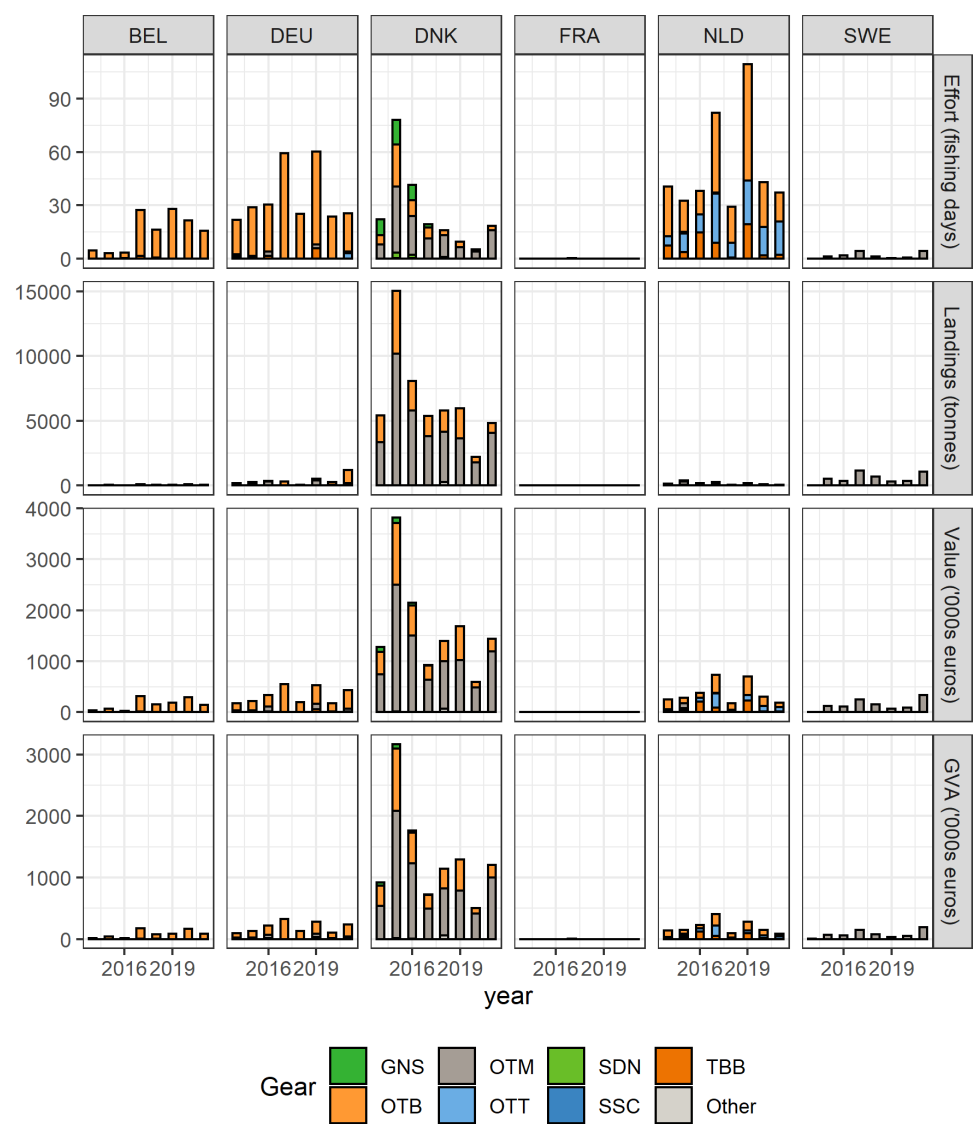 BEL DEU DNK FRA NLD SWE
90
60
30
0
Effort (fishing days)
15000
10000
5000
0
Landings (tonnes)
4000
3000
2000
1000
0
Value ('000s euros)
3000
2000
1000
0
GVA ('000s euros)
2016 2019 2016 2019 2016 2019 2016 2019 2016 2019 2016 2019
year
Gear
GNS OTM SDN TBB
OTB OTT SSC Other